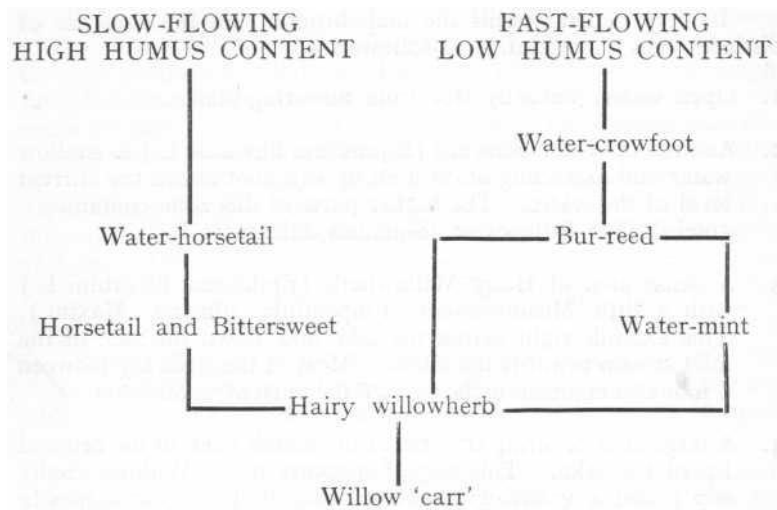 SLOW-FLOWING FAST-FLOWING
HIGH HUMUS CONTENT LOW HUMUS CONTENT
Water-crowfoot
Water-horsetail Bur-reed
Horsetail and Bittersweet Water-mint
Hairy willowherb
Willow 'carr'